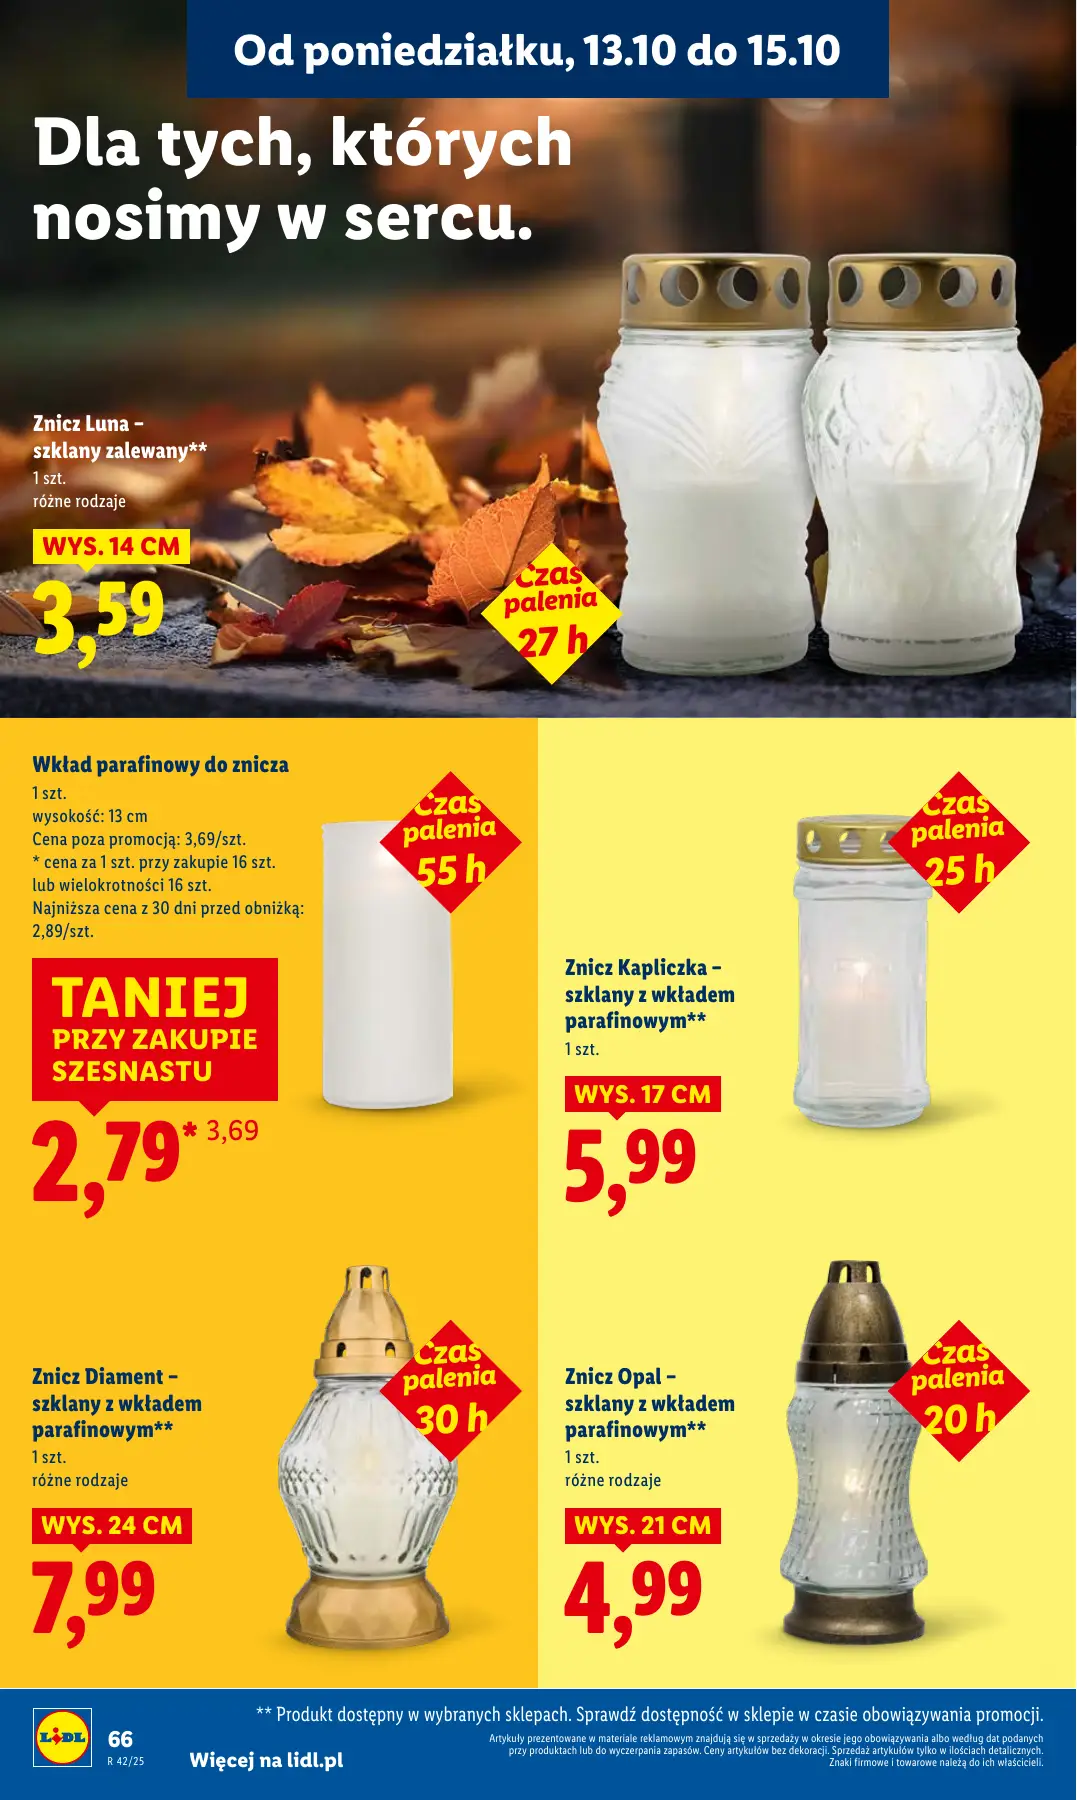 Od poniedziałku, 13.10 do 15.10
Dla tych, których
nosimy w sercu.
Znicz Luna –
szklany zalewany**
1 szt.
różne rodzaje
WYS. 14 CM
3,59
Czas
palenia
27 h
Wkład parafinowy do znicza
1 szt.
wysokość: 13 cm
Cena poza promocją: 3,69/szt.
* cena za 1 szt. przy zakupie 16 szt.
lub wielokrotności 16 szt.
Najniższa cena z 30 dni przed obniżką:
2,89/szt.
Czas
palenia
55 h
TANIEJ
PRZY ZAKUPIE
SZESNASTU
2,79* 3,69
Czas
palenia
25 h
Znicz Kapliczka –
szklany z wkładem
parafinowym**
1 szt.
WYS. 17 CM
5,99
Znicz Diament –
szklany z wkładem
parafinowym**
1 szt.
różne rodzaje
WYS. 24 CM
7,99
Czas
palenia
30 h
Znicz Opal –
szklany z wkładem
parafinowym**
1 szt.
różne rodzaje
WYS. 21 CM
4,99
Czas
palenia
20 h
LIDL
66
R 42/25
Więcej na lidl.pl
** Produkt dostępny w wybranych sklepach. Sprawdź dostępność w sklepie w czasie obowiązywania promocji.
Artykuły prezentowane w materiale reklamowym znajdują się w sprzedaży w okresie jego obowiązywania albo według dat podanych
przy produktach lub do wyczerpania zapasów. Ceny artykułów bez dekoracji. Sprzedaż artykułów tylko w ilościach detalicznych.
Znaki firmowe i towarowe należą do ich właścicieli.